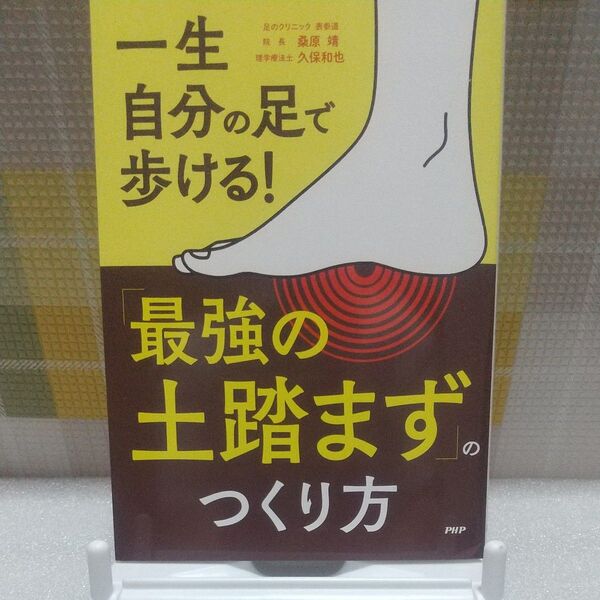 足のクリニック 表参道
院長 桑原 靖
理学療法士 久保和也
一生
自分の足で
歩ける!
「最強の
土踏まず」の
つくり方
PHP